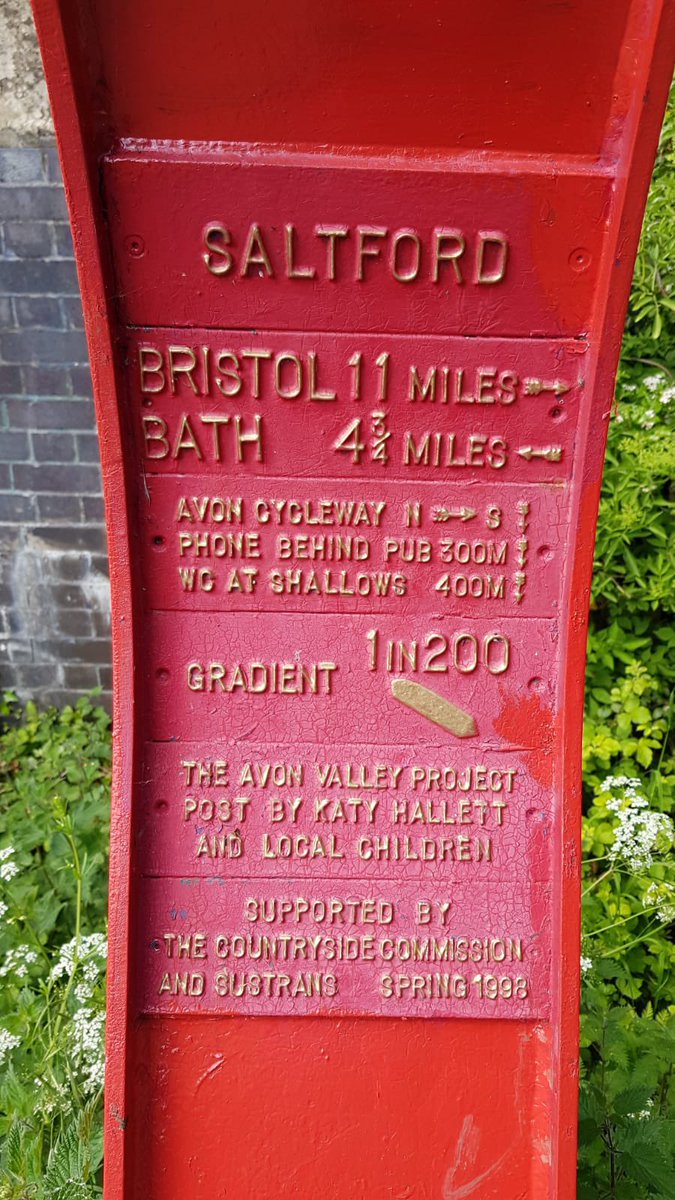 SALTFORD
BRISTOL 11 MILES
BATH 4 3/4 MILES
AVON CYCLEWAY N S
PHONE BEHIND PUB 300M
WC AT SHALLOWS 400M
GRADIENT 1 IN 200
THE AVON VALLEY PROJECT
POST BY KATY HALLETT
AND LOCAL CHILDREN
SUPPORTED BY
THE COUNTRYSIDE COMMISSION
AND SUSTRANS SPRING 1998